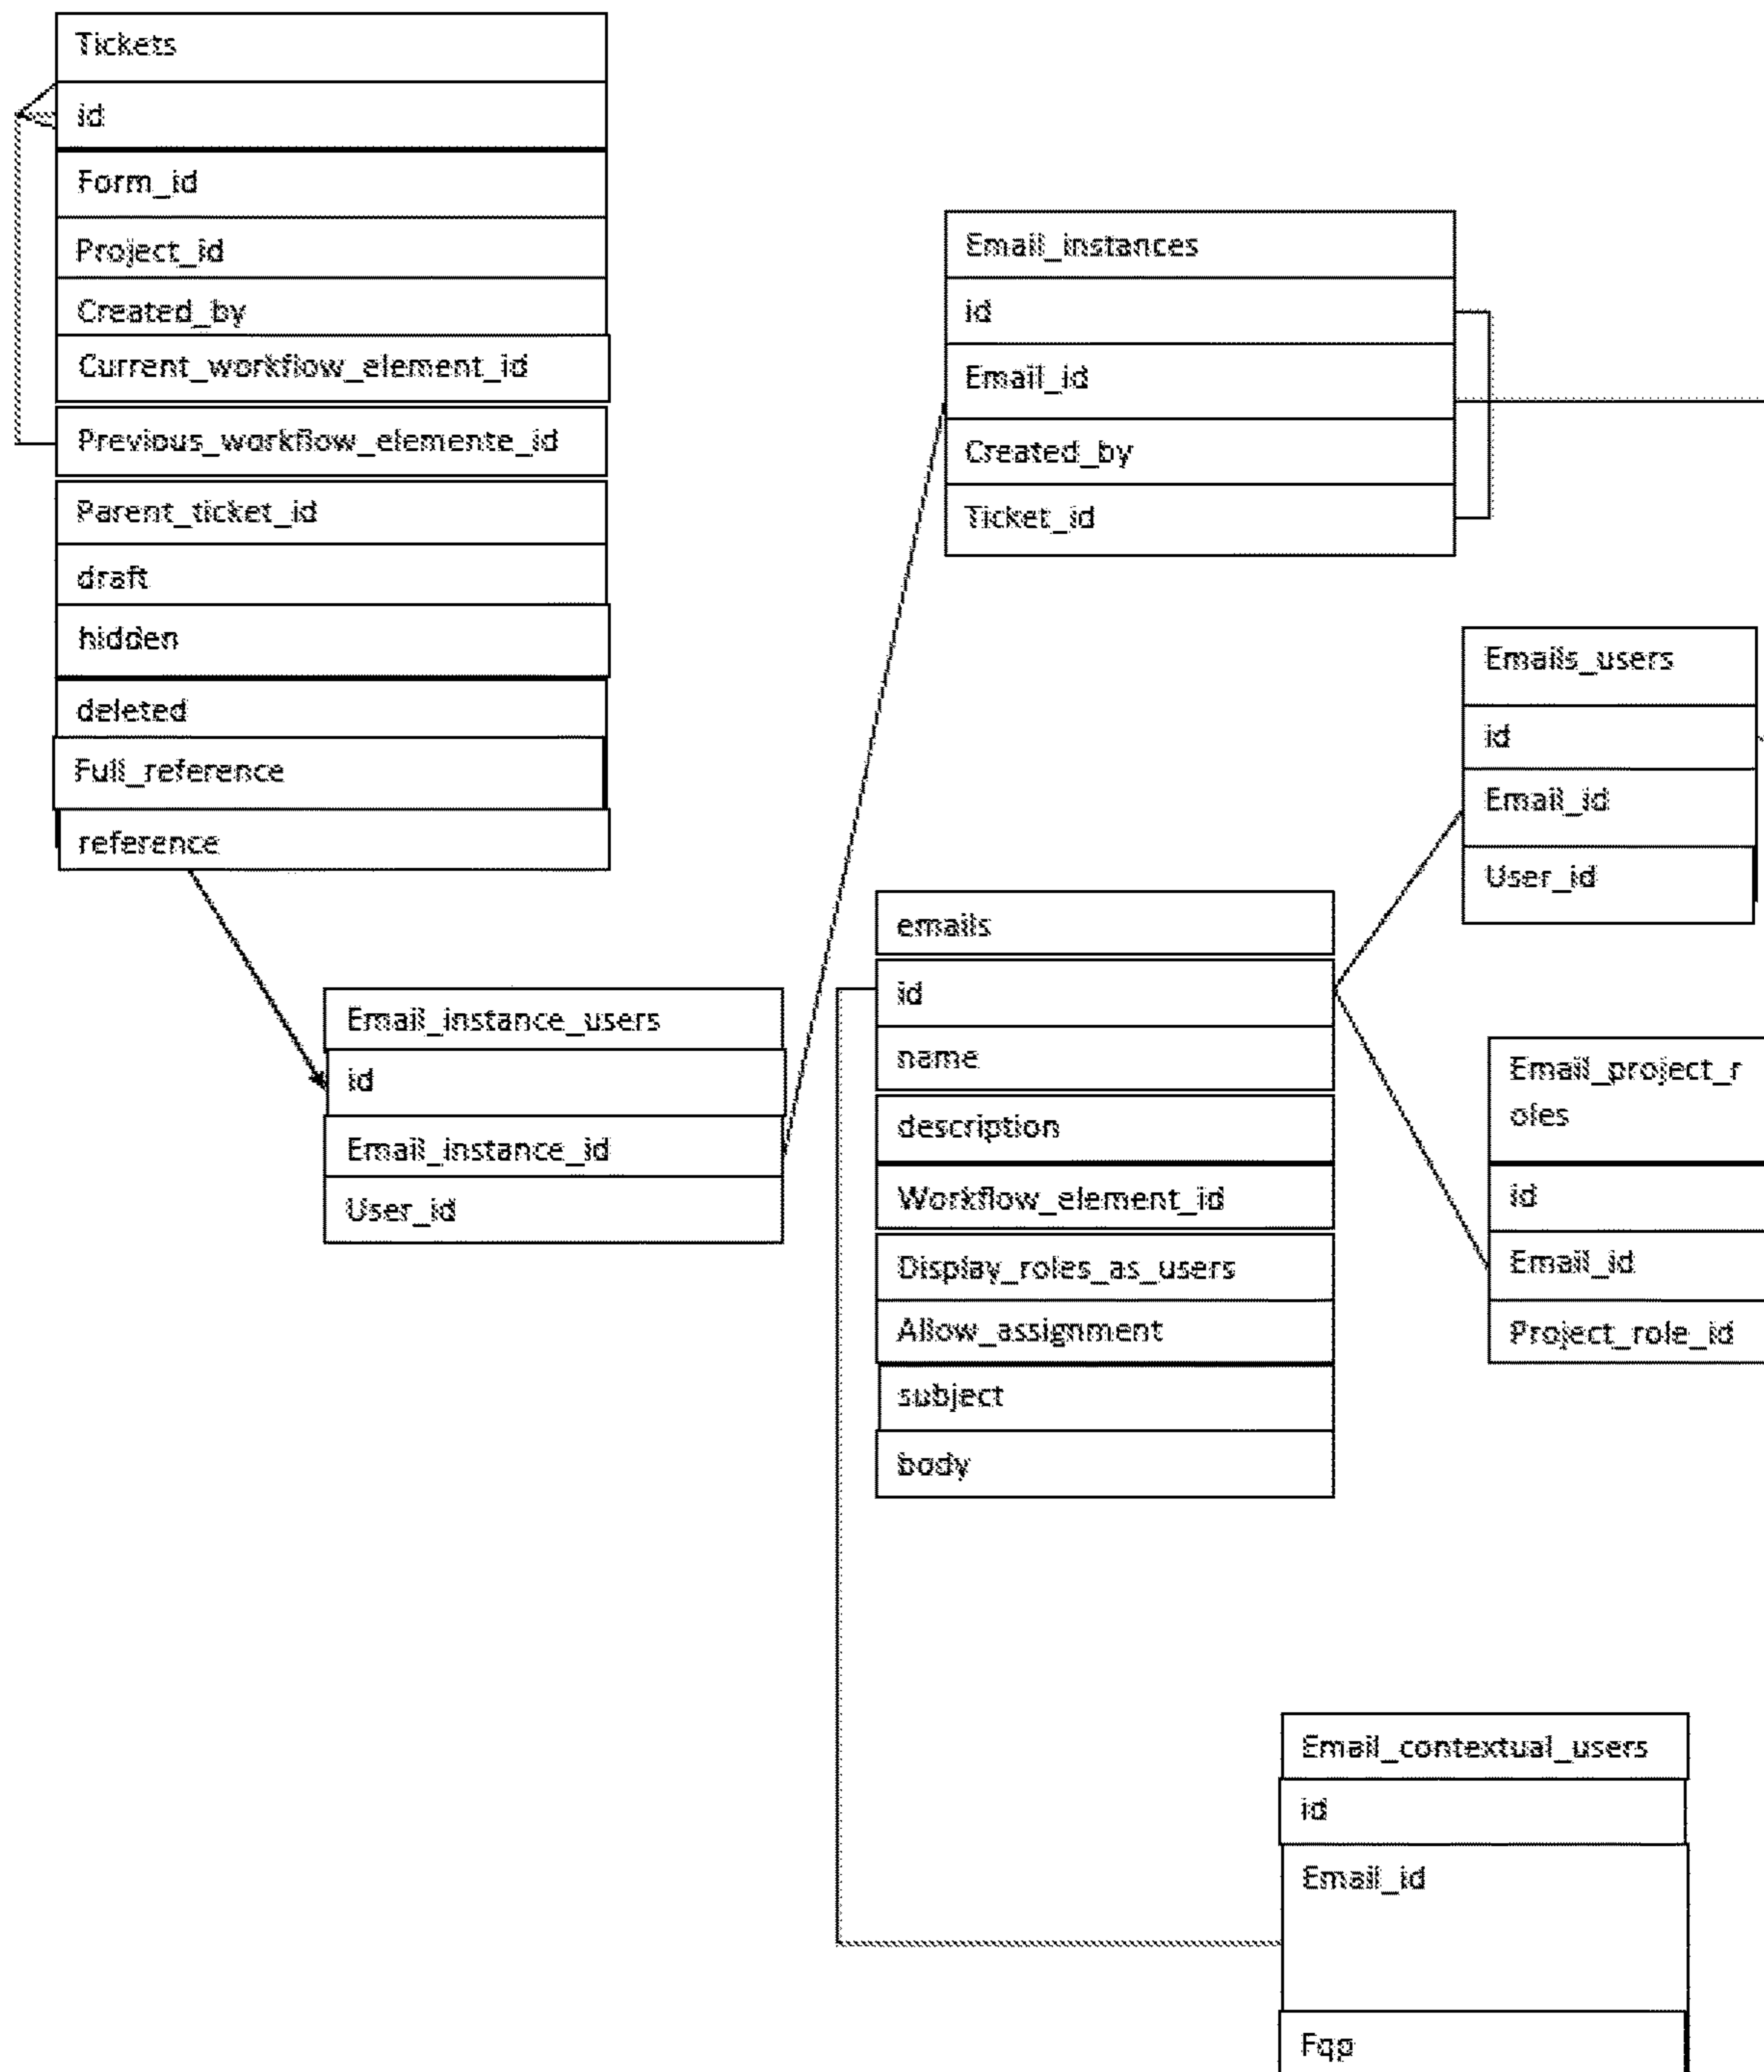 Tickets
id
Form_id
Project_id
Created_by
Current_workflow_element_id
Previous_workflow_elemente_id
Parent_ticket_id
draft
hidden
deleted
Full_reference
reference
Email_instance_users
id
Email_instance_id
User_id
Email_instances
id
Email_id
Created_by
Ticket_id
emails
id
name
description
Workflow_element_id
Display_roles_as_users
Allow_assignment
subject
body
Emails_users
id
Email_id
User_id
Email_project_r
oles
id
Email_id
Project_role_id
Email_contextual_users
id
Email_id
Fqp